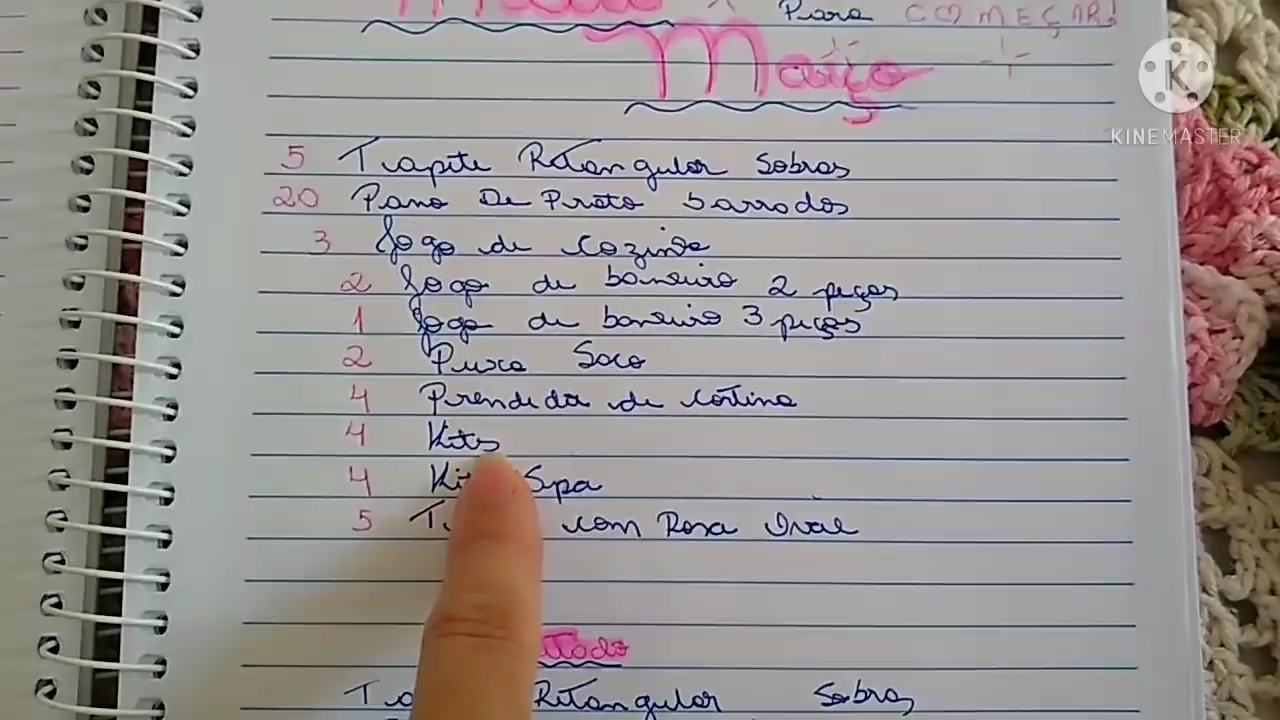 Para COMEÇAR!
Março
KINEMASTER
5 Tapete Retangular Sobras
20 Pano De Prato barrados
3 Jogo de Cozinha
2 Jogo de banheiro 2 peças
1 Jogo de banheiro 3 peças
2 Puxa Saco
4 Prendedor de Cortina
4 Kites
4 Spa
5 com Rosa Oval
Retangular Sobras